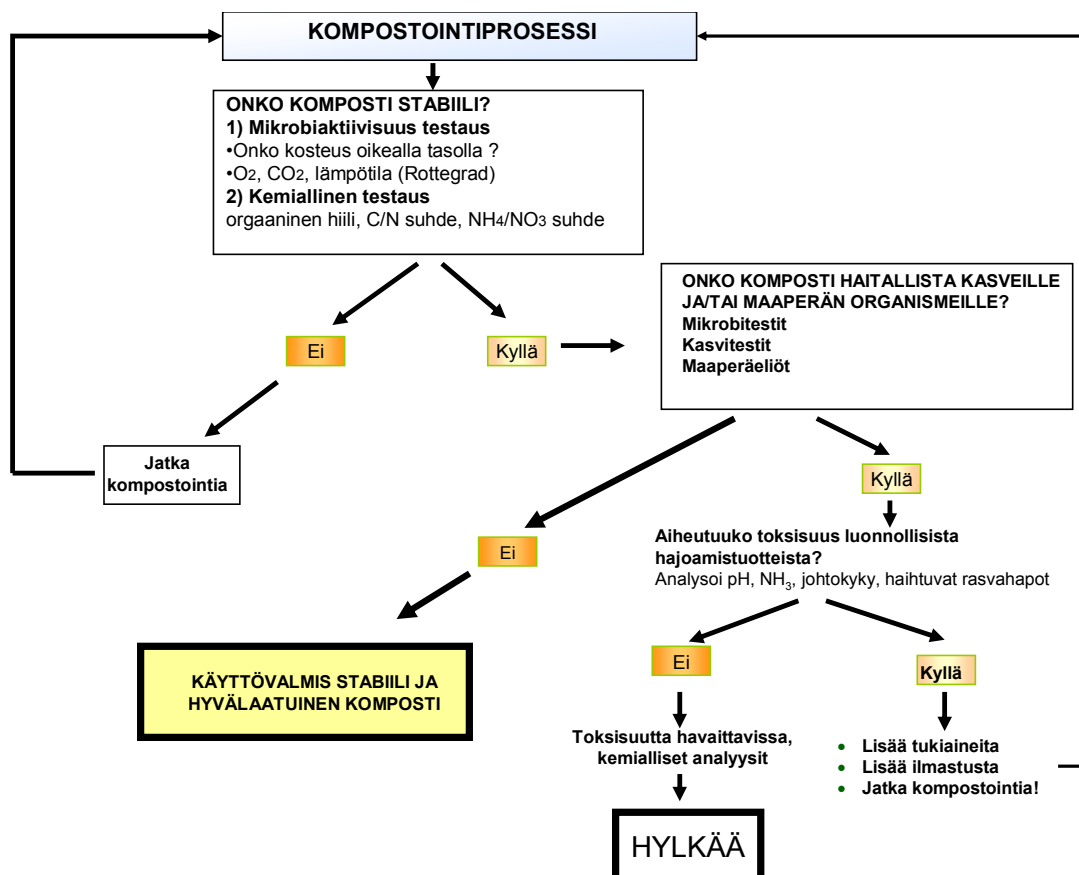 KOMPOSTOINTIPROSESSI
ONKO KOMPOSTI STABIILI?
1) Mikrobiaktiivisuus testaus
•Onko kosteus oikealla tasolla ?
•O2, CO2, lämpötila (Rottegrad)
2) Kemiallinen testaus
orgaaninen hiili, C/N suhde, NH4/NO3 suhde
ONKO KOMPOSTI HAITALLISTA KASVEILLE
JA/TAI MAAPERÄN ORGANISMEILLE?
Mikrobitestit
Kasvitestit
Maaperäeliöt
Ei
Kyllä
Jatka
kompostointia
Kyllä
Ei
Aiheutuuko toksisuus luonnollisista
hajoamistuotteista?
Analysoi pH, NH3, johtokyky, haihtuvat rasvahapot
Ei
Kyllä
KÄYTTÖVALMIS STABIILI JA
HYVÄLAATUINEN KOMPOSTI
Toksisuutta havaittavissa,
kemialliset analyysit
• Lisää tukiaineita
• Lisää ilmastusta
• Jatka kompostointia!
HYLKÄÄ